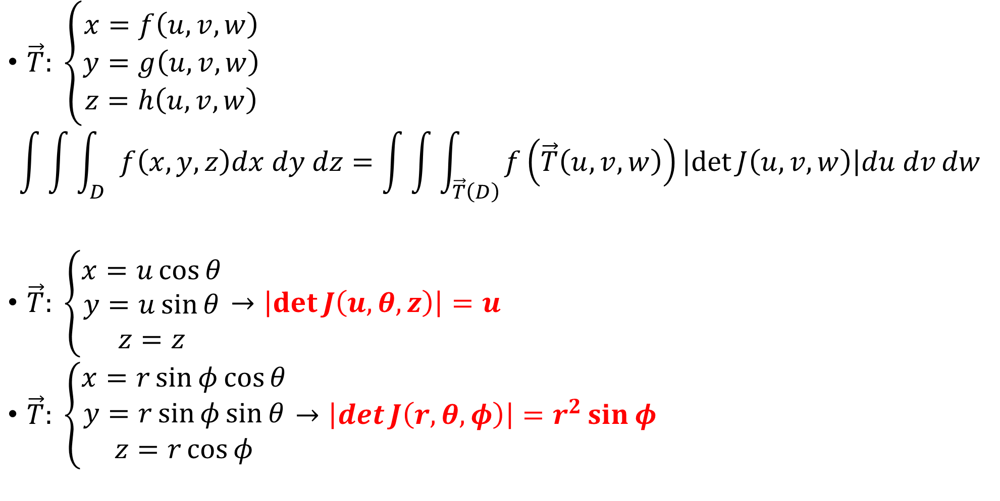 x = f(u, v, w)
• T⃗: { y = g(u, v, w)
z = h(u, v, w)
∫ ∫ ∫_D f(x, y, z)dx dy dz = ∫ ∫ ∫_T⃗(D) f (T⃗(u, v, w)) |det J(u, v, w)|du dv dw
x = u cos θ
• T⃗: { y = u sin θ → |det J(u, θ, z)| = u
z = z
x = r sin ϕ cos θ
• T⃗: { y = r sin ϕ sin θ → |det J(r, θ, ϕ)| = r² sin ϕ
z = r cos ϕ